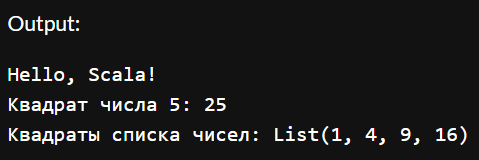 Output:
Hello, Scala!
Квадрат числа 5: 25
Квадраты списка чисел: List(1, 4, 9, 16)